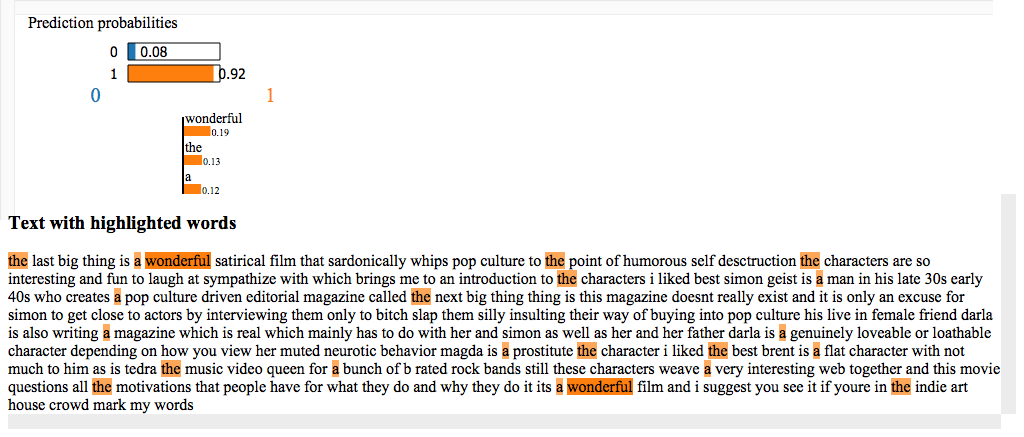 Prediction probabilities
0 0.08
1 0.92
0 1
wonderful
0.19
the
0.13
a
0.12
Text with highlighted words
the last big thing is a wonderful satirical film that sardonically whips pop culture to the point of humorous self desctruction the characters are so
interesting and fun to laugh at sympathize with which brings me to an introduction to the characters i liked best simon geist is a man in his late 30s early
40s who creates a pop culture driven editorial magazine called the next big thing thing is this magazine doesnt really exist and it is only an excuse for
simon to get close to actors by interviewing them only to bitch slap them silly insulting their way of buying into pop culture his live in female friend darla
is also writing a magazine which is real which mainly has to do with her and simon as well as her and her father darla is a genuinely loveable or loathable
character depending on how you view her muted neurotic behavior magda is a prostitute the character i liked the best brent is a flat character with not
much to him as is tedra the music video queen for a bunch of b rated rock bands still these characters weave a very interesting web together and this movie
questions all the motivations that people have for what they do and why they do it its a wonderful film and i suggest you see it if youre in the indie art
house crowd mark my words